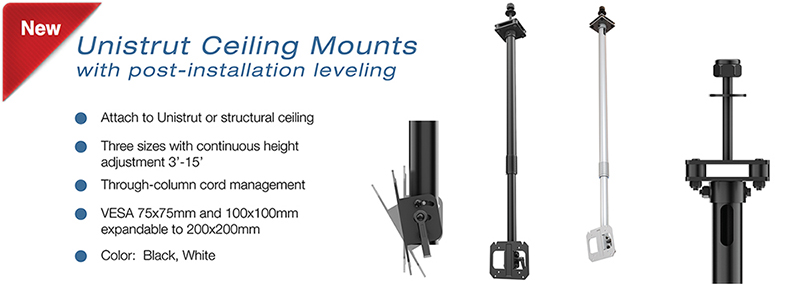 New
Unistrut Ceiling Mounts
with post-installation leveling
Attach to Unistrut or structural ceiling
Three sizes with continuous height
adjustment 3'-15'
Through-column cord management
VESA 75x75mm and 100x100mm
expandable to 200x200mm
Color: Black, White